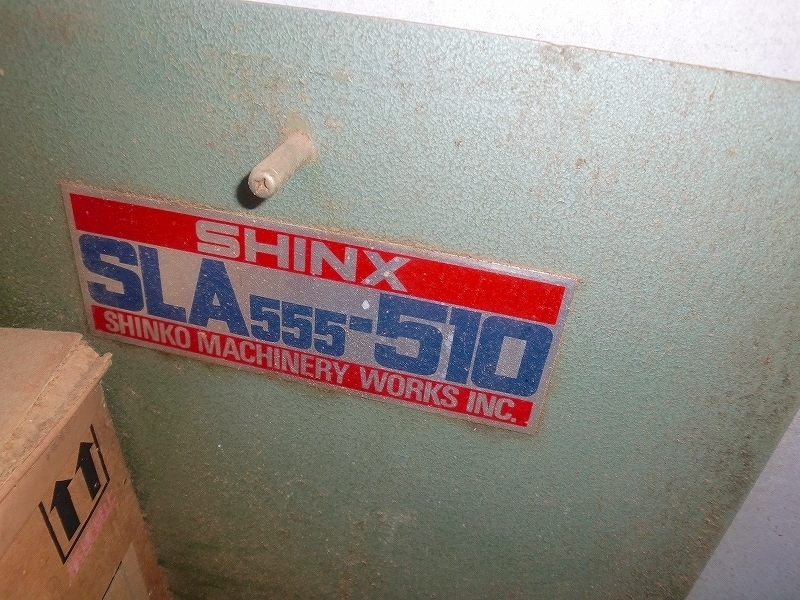 SHINX
SLA555-510
SHINKO MACHINERY WORKS INC.